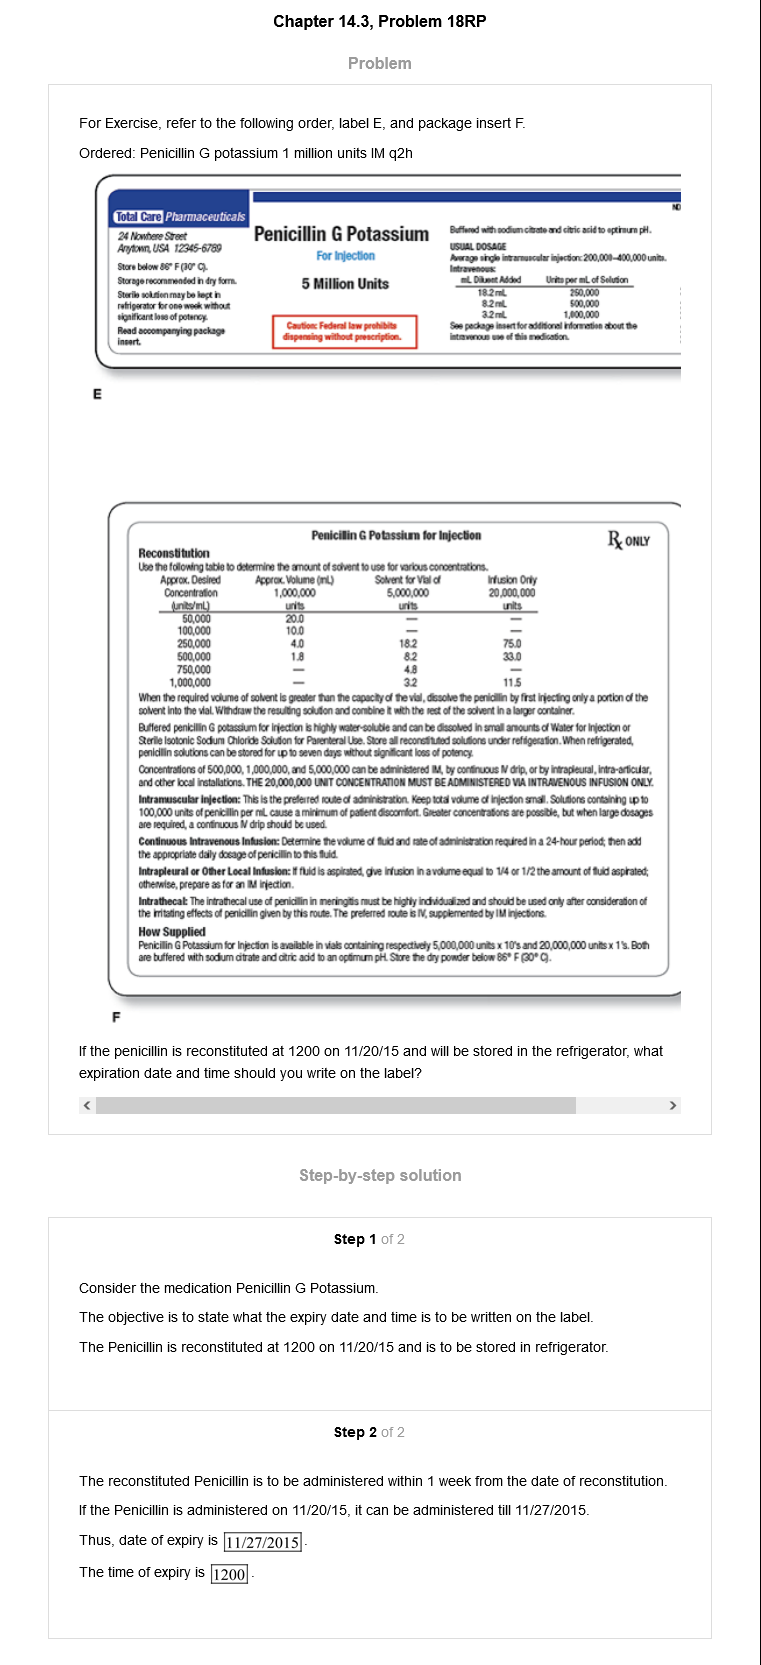 Chapter 14.3, Problem 18RP
Problem
For Exercise, refer to the following order, label E, and package insert F.
Ordered: Penicillin G potassium 1 million units IM q2h
Total Care Pharmaceuticals
24 Nowhere Street
Anytown, USA 12345-6789
Store below 86° F (30° C).
Storage recommended in dry form.
Sterile solution may be kept in
refrigerator for one week without
significant loss of potency.
Read accompanying package
insert.
Penicillin G Potassium
For Injection
5 Million Units
Caution: Federal law prohibits
dispensing without prescription.
Buffered with sodium citrate and citric acid to optimum pH.
USUAL DOSAGE
Average single intramuscular injection: 200,000–400,000 units.
Intravenous:
mL Diluent Added Units per mL of Solution
18.2 mL 250,000
8.2 mL 500,000
3.2 mL 1,000,000
See package insert for additional information about the
intravenous use of this medication.
E
Penicillin G Potassium for Injection
Rx ONLY
Reconstitution
Use the following table to determine the amount of solvent to use for various concentrations.
Approx. Desired Approx. Volume (mL) Solvent for Vial of Infusion Only
Concentration 1,000,000 5,000,000 20,000,000
(units/mL) units units units
50,000 20.0 — —
100,000 10.0 — —
250,000 4.0 18.2 75.0
500,000 1.8 8.2 33.0
750,000 — 4.8 —
1,000,000 — 3.2 11.5
When the required volume of solvent is greater than the capacity of the vial, dissolve the penicillin by first injecting only a portion of the
solvent into the vial. Withdraw the resulting solution and combine it with the rest of the solvent in a larger container.
Buffered penicillin G potassium for injection is highly water-soluble and can be dissolved in small amounts of Water for Injection or
Sterile Isotonic Sodium Chloride Solution for Parenteral Use. Store all reconstituted solutions under refrigeration. When refrigerated,
penicillin solutions can be stored for up to seven days without significant loss of potency.
Concentrations of 500,000, 1,000,000, and 5,000,000 can be administered IM, by continuous IV drip, or by intrapleural, intra-articular,
and other local installations. THE 20,000,000 UNIT CONCENTRATION MUST BE ADMINISTERED VIA INTRAVENOUS INFUSION ONLY.
Intramuscular injection: This is the preferred route of administration. Keep total volume of injection small. Solutions containing up to
100,000 units of penicillin per mL cause a minimum of patient discomfort. Greater concentrations are possible, but when large dosages
are required, a continuous IV drip should be used.
Continuous Intravenous Infusion: Determine the volume of fluid and rate of administration required in a 24-hour period; then add
the appropriate daily dosage of penicillin to this fluid.
Intrapleural or Other Local Infusion: If fluid is aspirated, give infusion in a volume equal to 1/4 or 1/2 the amount of fluid aspirated;
otherwise, prepare as for an IM injection.
Intrathecal: The intrathecal use of penicillin in meningitis must be highly individualized and should be used only after consideration of
the irritating effects of penicillin given by this route. The preferred route is IV, supplemented by IM injections.
How Supplied
Penicillin G Potassium for Injection is available in vials containing respectively 5,000,000 units x 10's and 20,000,000 units x 1's. Both
are buffered with sodium citrate and citric acid to an optimum pH. Store the dry powder below 86° F (30° C).
F
If the penicillin is reconstituted at 1200 on 11/20/15 and will be stored in the refrigerator, what
expiration date and time should you write on the label?
Step-by-step solution
Step 1 of 2
Consider the medication Penicillin G Potassium.
The objective is to state what the expiry date and time is to be written on the label.
The Penicillin is reconstituted at 1200 on 11/20/15 and is to be stored in refrigerator.
Step 2 of 2
The reconstituted Penicillin is to be administered within 1 week from the date of reconstitution.
If the Penicillin is administered on 11/20/15, it can be administered till 11/27/2015.
Thus, date of expiry is 11/27/2015.
The time of expiry is 1200.